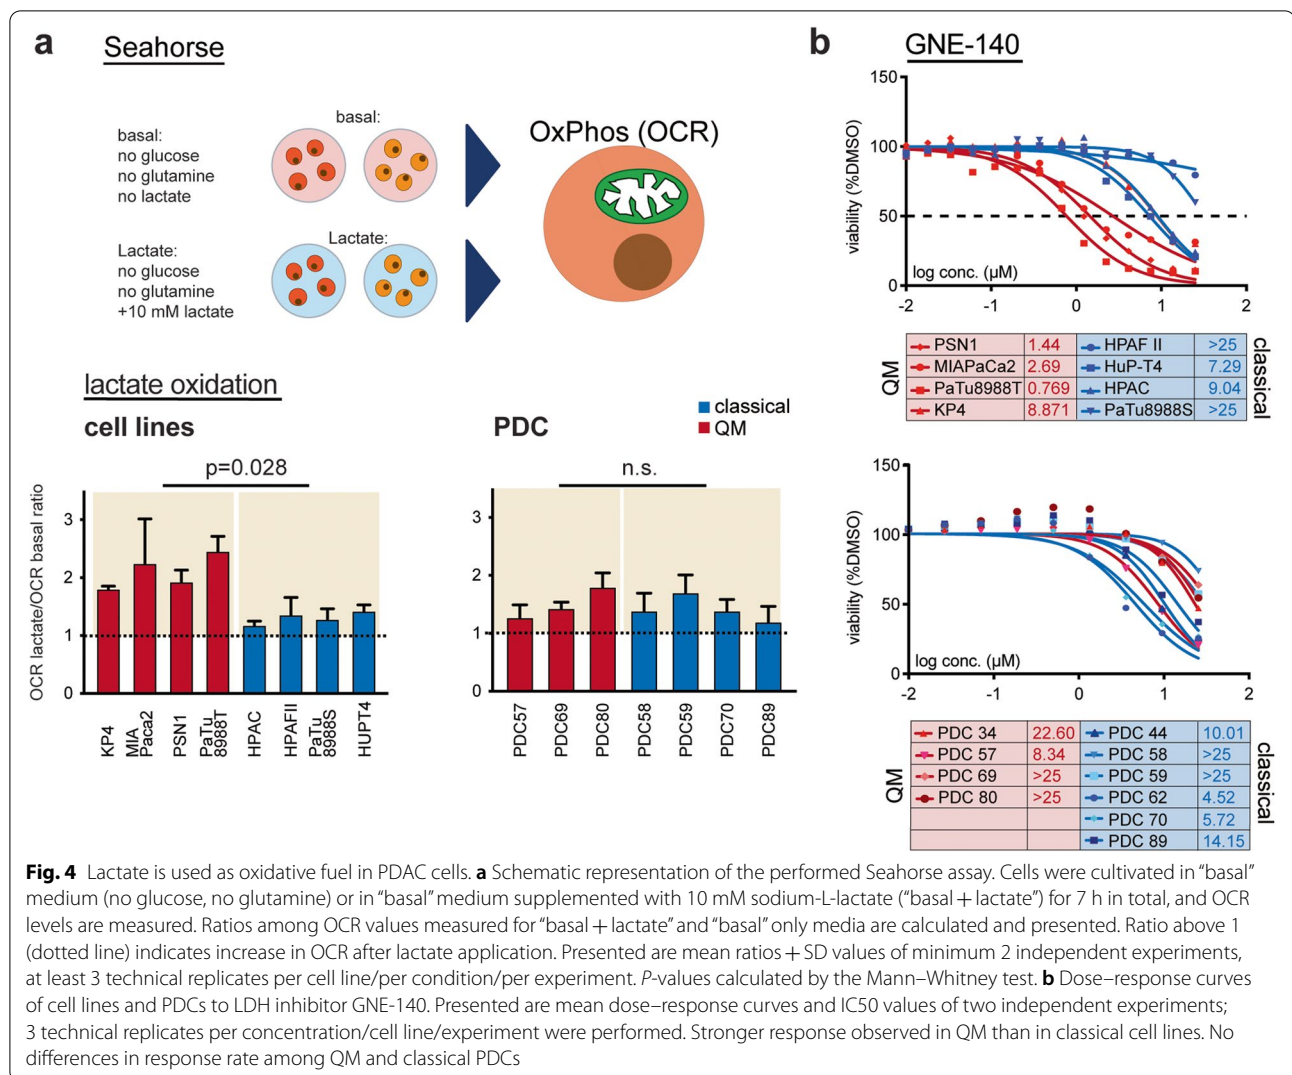 a
Seahorse
basal:
no glucose
no glutamine
no lactate
basal:
Lactate:
no glucose
no glutamine
+10 mM lactate
Lactate:
OxPhos (OCR)
lactate oxidation
cell lines
PDC
classical
QM
p=0.028
n.s.
OCR lactate/OCR basal ratio
3
2
1
0
KP4
MIA
Paca2
PSN1
PaTu
8988T
HPAC
HPAFII
PaTu
8988S
HUPT4
3
2
1
0
PDC57
PDC69
PDC80
PDC58
PDC59
PDC70
PDC89
b
GNE-140
viability (%DMSO)
150
100
50
0
log conc. (µM)
-2 -1 0 1 2
QM
PSN1 1.44 HPAF II >25
MIAPaCa2 2.69 HuP-T4 7.29
PaTu8988T 0.769 HPAC 9.04
KP4 8.871 PaTu8988S >25
classical
viability (%DMSO)
150
100
50
0
log conc. (µM)
-2 0 1 2
QM
PDC 34 22.60 PDC 44 10.01
PDC 57 8.34 PDC 58 >25
PDC 69 >25 PDC 59 >25
PDC 80 >25 PDC 62 4.52
PDC 70 5.72
PDC 89 14.15
classical
Fig. 4 Lactate is used as oxidative fuel in PDAC cells. a Schematic representation of the performed Seahorse assay. Cells were cultivated in “basal”
medium (no glucose, no glutamine) or in “basal” medium supplemented with 10 mM sodium-L-lactate (“basal + lactate”) for 7 h in total, and OCR
levels are measured. Ratios among OCR values measured for “basal + lactate” and “basal” only media are calculated and presented. Ratio above 1
(dotted line) indicates increase in OCR after lactate application. Presented are mean ratios + SD values of minimum 2 independent experiments,
at least 3 technical replicates per cell line/per condition/per experiment. P-values calculated by the Mann–Whitney test. b Dose–response curves
of cell lines and PDCs to LDH inhibitor GNE-140. Presented are mean dose–response curves and IC50 values of two independent experiments;
3 technical replicates per concentration/cell line/experiment were performed. Stronger response observed in QM than in classical cell lines. No
differences in response rate among QM and classical PDCs